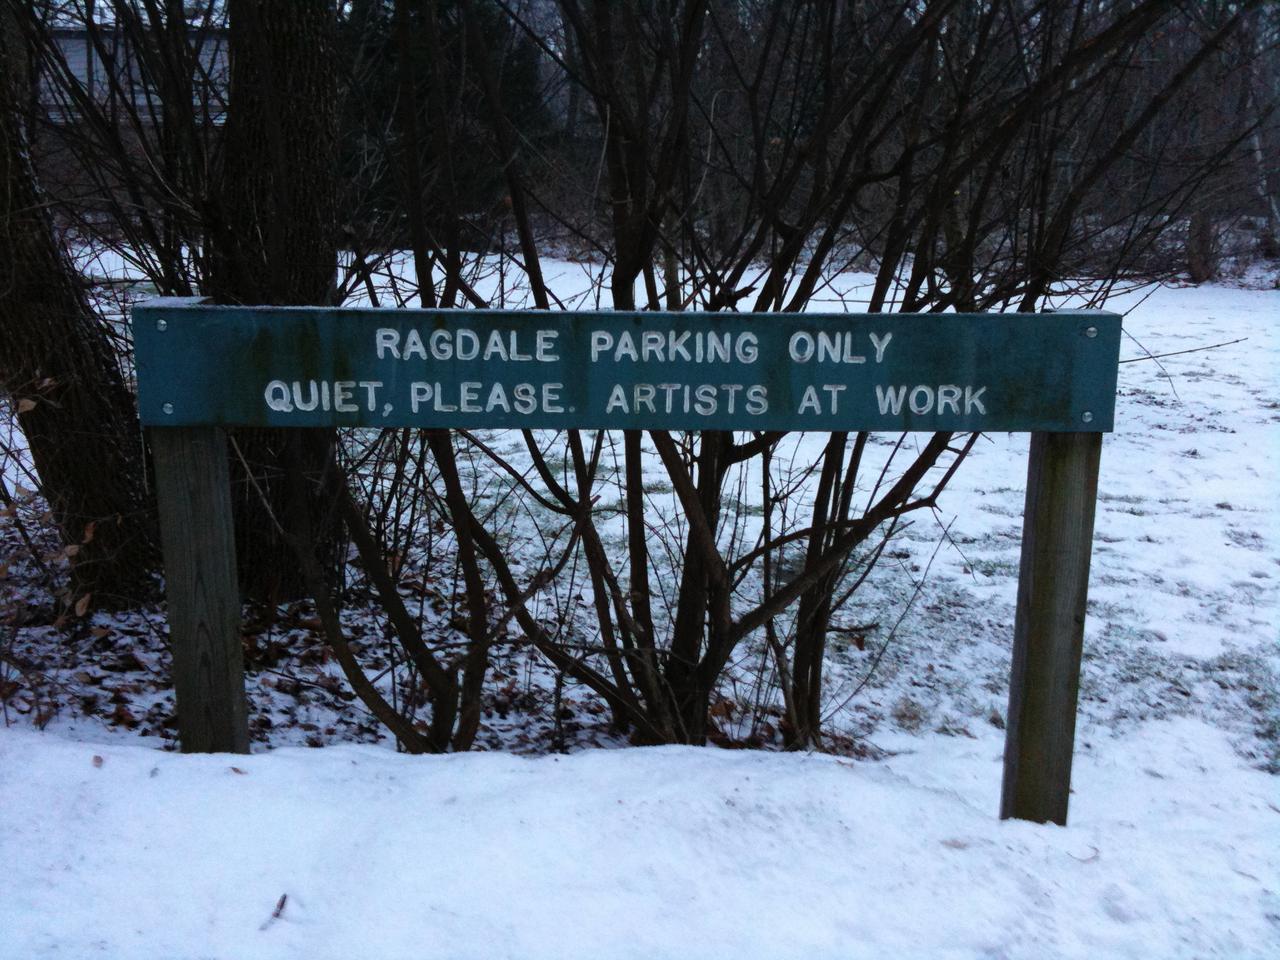 RAGDALE PARKING ONLY
QUIET, PLEASE. ARTISTS AT WORK